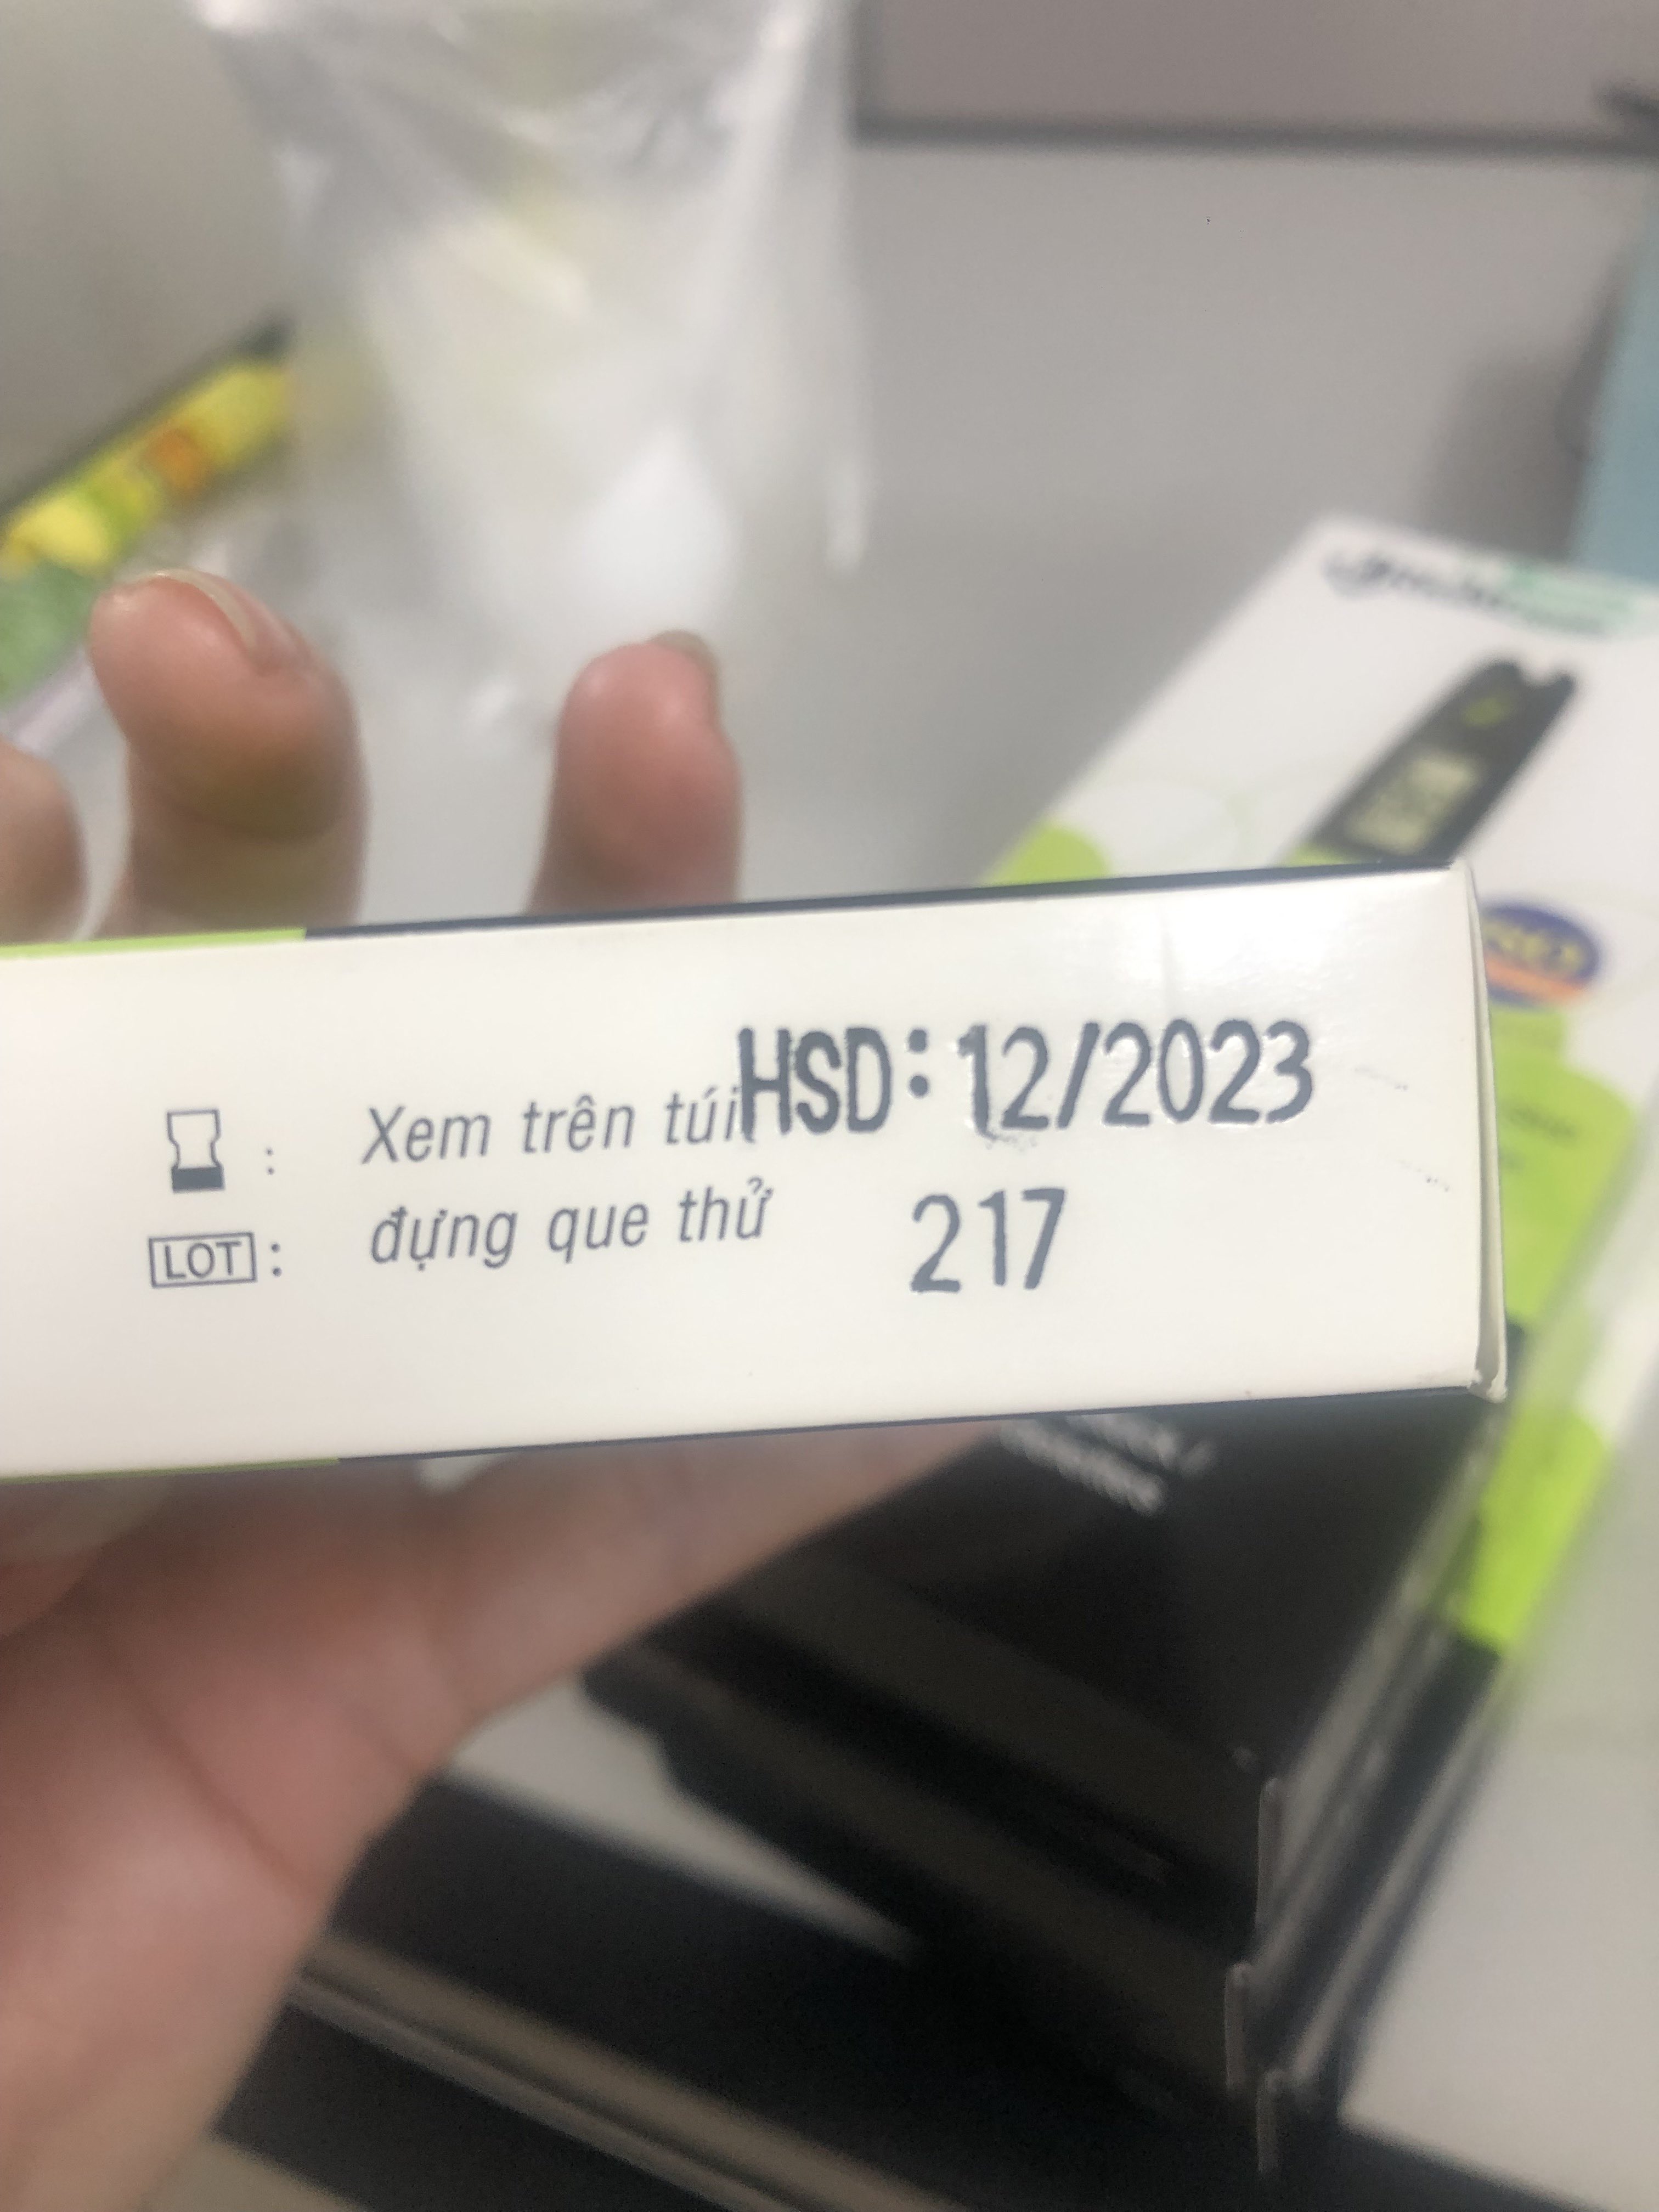 HSD: 12/2023
: Xem trên túi
LOT : đựng que thử
217